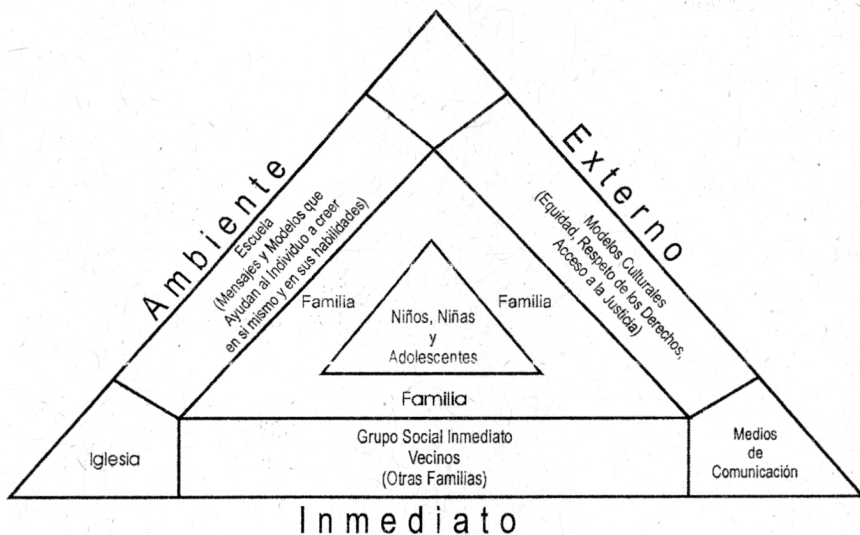 Ambiente
Externo
Escuela
(Mensajes y Modelos que
Ayudan al Individuo a creer
en sí mismo y en sus habilidades)
Modelos Culturales
(Equidad, Respeto de los Derechos,
Acceso a la Justicia)
Familia
Familia
Niños, Niñas
y
Adolescentes
Familia
Iglesia
Grupo Social Inmediato
Vecinos
(Otras Familias)
Medios
de
Comunicación
Inmediato